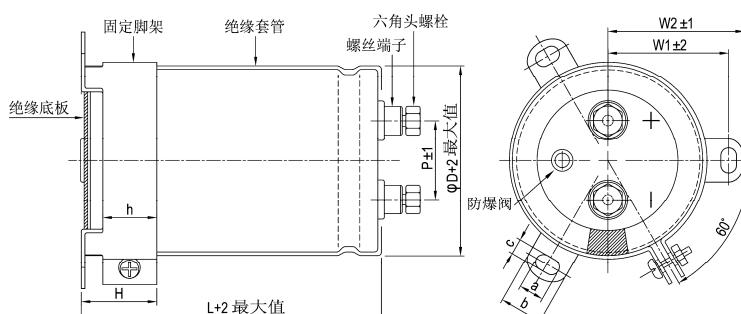 固定脚架
绝缘套管
六角头螺栓
螺丝端子
绝缘底板
h
H
L+2 最大值
P±1
φD+2 最大值
W2±1
W1±2
+
−
防爆阀
60°
c
a
b